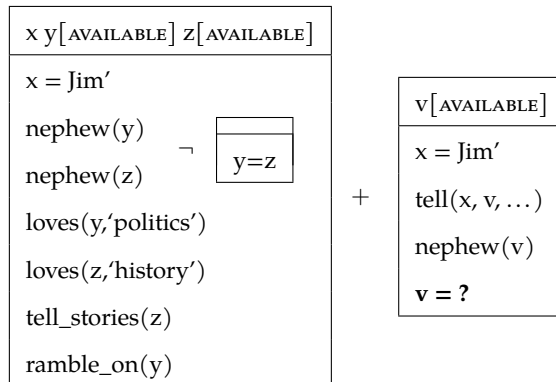 x y[AVAILABLE] z[AVAILABLE]
x = Jim′
nephew(y)
¬ y=z
nephew(z)
loves(y,‘politics’)
loves(z,‘history’)
tell_stories(z)
ramble_on(y)
+
v[AVAILABLE]
x = Jim′
tell(x, v, …)
nephew(v)
v = ?